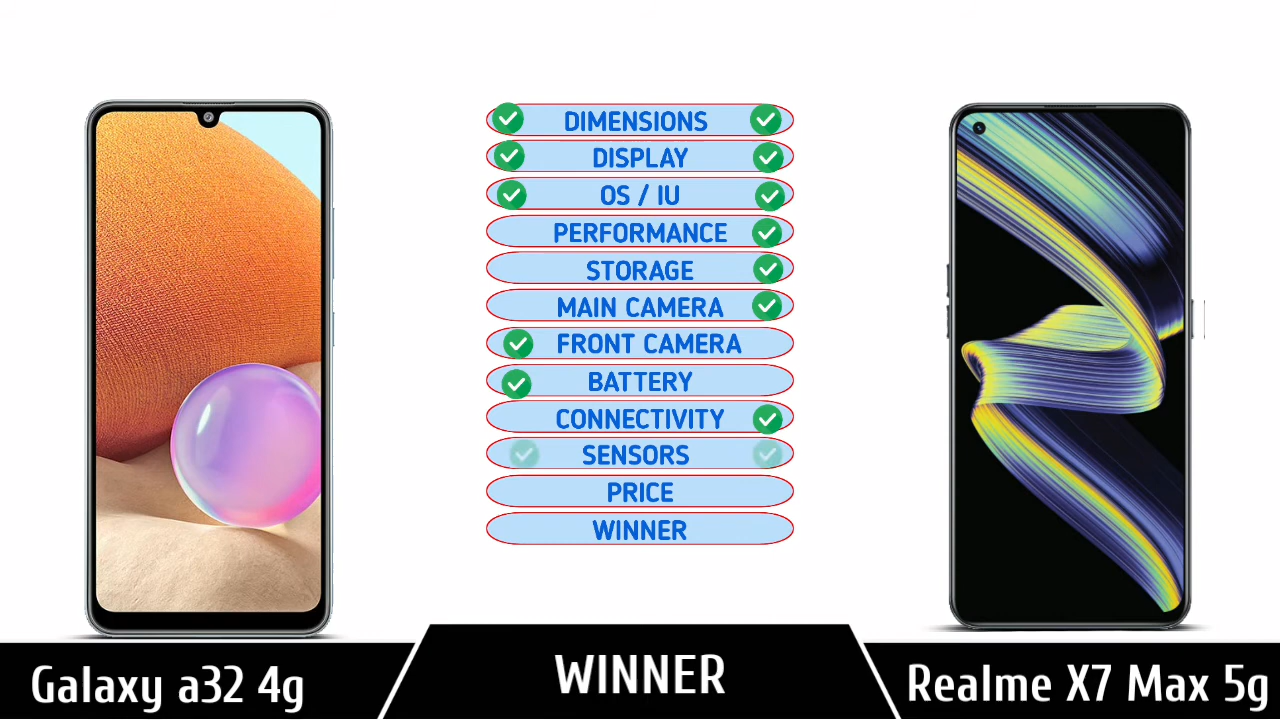 DIMENSIONS
DISPLAY
OS / IU
PERFORMANCE
STORAGE
MAIN CAMERA
FRONT CAMERA
BATTERY
CONNECTIVITY
SENSORS
PRICE
WINNER
Galaxy a32 4g
WINNER
Realme X7 Max 5g